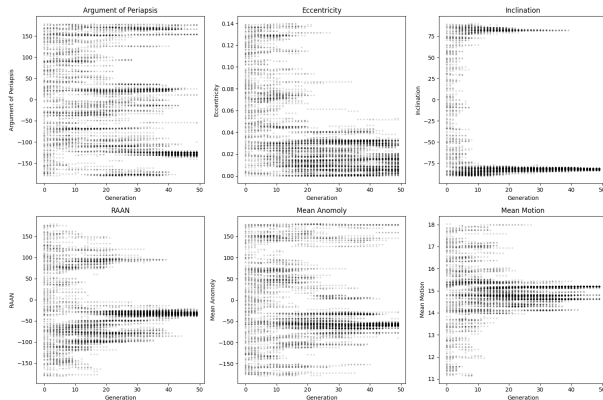 Argument of Periapsis
Eccentricity
Inclination
Argument of Periapsis
150
100
50
0
−50
−100
−150
0 10 20 30 40 50
Generation
Eccentricity
0.14
0.12
0.10
0.08
0.06
0.04
0.02
0.00
0 10 20 30 40 50
Generation
Inclination
75
50
25
0
−25
−50
−75
0 10 20 30 40 50
Generation
RAAN
Mean Anomoly
Mean Motion
RAAN
150
100
50
0
−50
−100
−150
0 10 20 30 40 50
Generation
Mean Anomoly
150
100
50
0
−50
−100
−150
0 10 20 30 40 50
Generation
Mean Motion
18
17
16
15
14
13
12
11
0 10 20 30 40 50
Generation